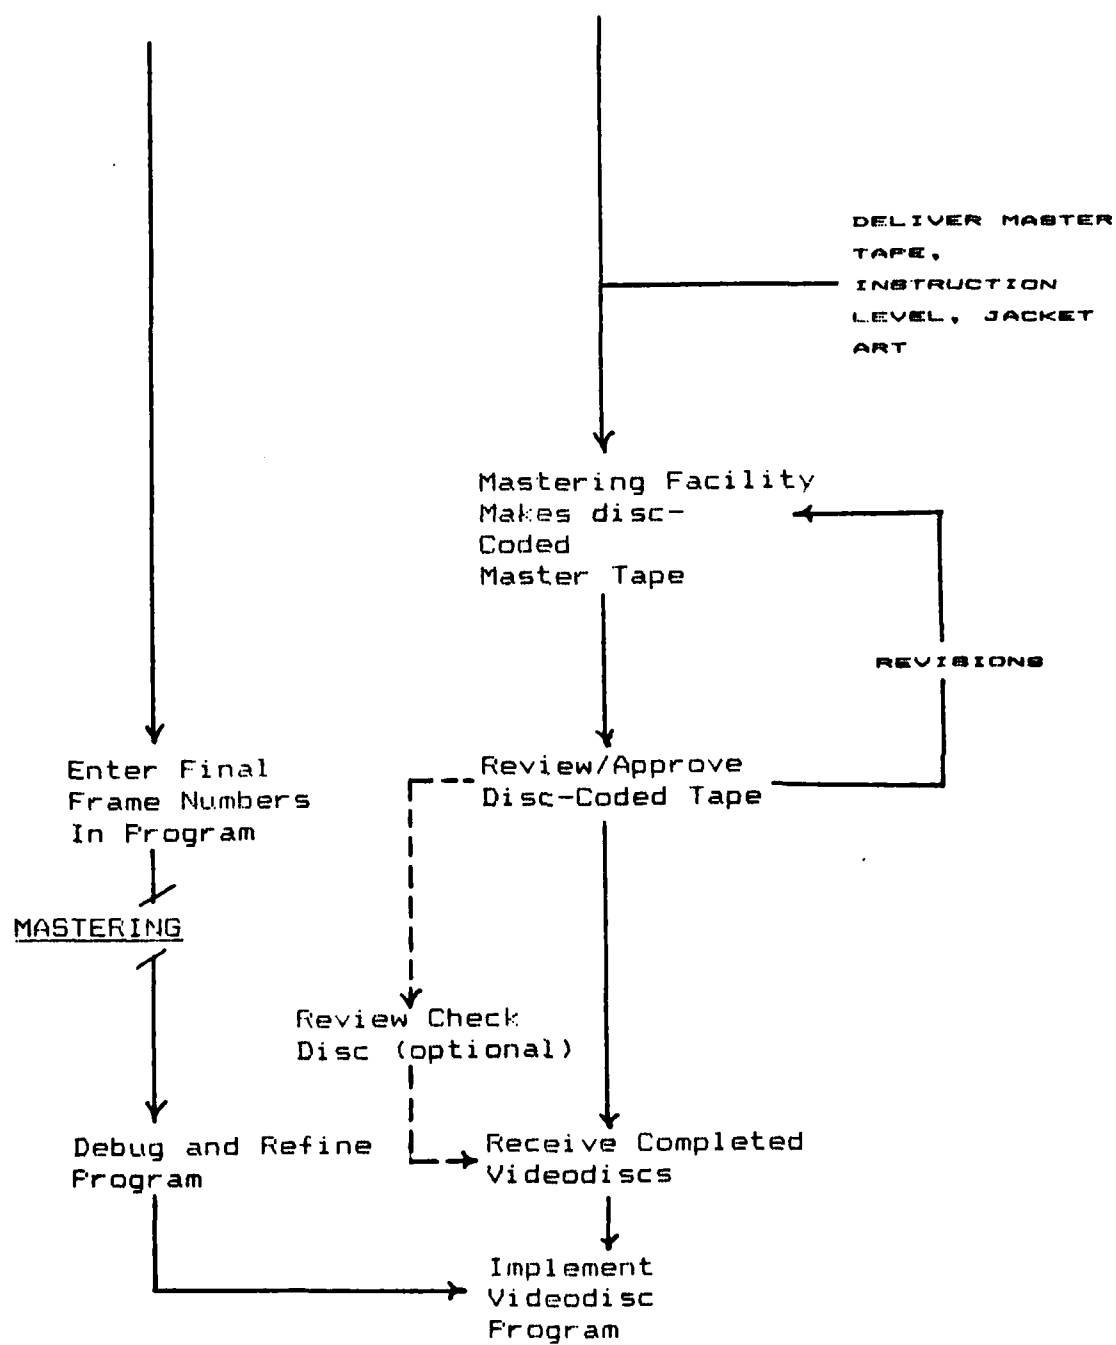 DELIVER MASTER
TAPE,
INSTRUCTION
LEVEL, JACKET
ART
Mastering Facility
Makes disc-
Coded
Master Tape
REVISIONS
Enter Final
Frame Numbers
In Program
Review/Approve
Disc-Coded Tape
MASTERING
Review Check
Disc (optional)
Debug and Refine
Program
Receive Completed
Videodiscs
Implement
Videodisc
Program